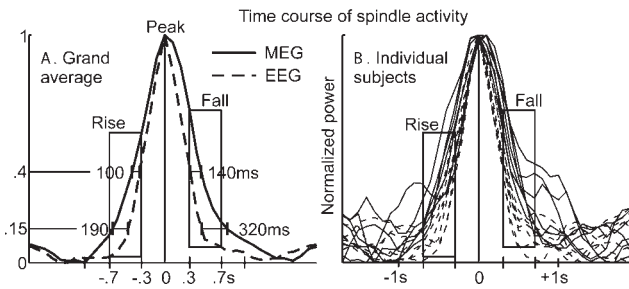 Time course of spindle activity
Peak
1
A. Grand
average
MEG
EEG
B. Individual
subjects
Normalized power
Rise
Fall
Rise
Fall
.4
100
140ms
.15
190
320ms
0
-.7 -.3 0 .3 .7s
-1s 0 +1s